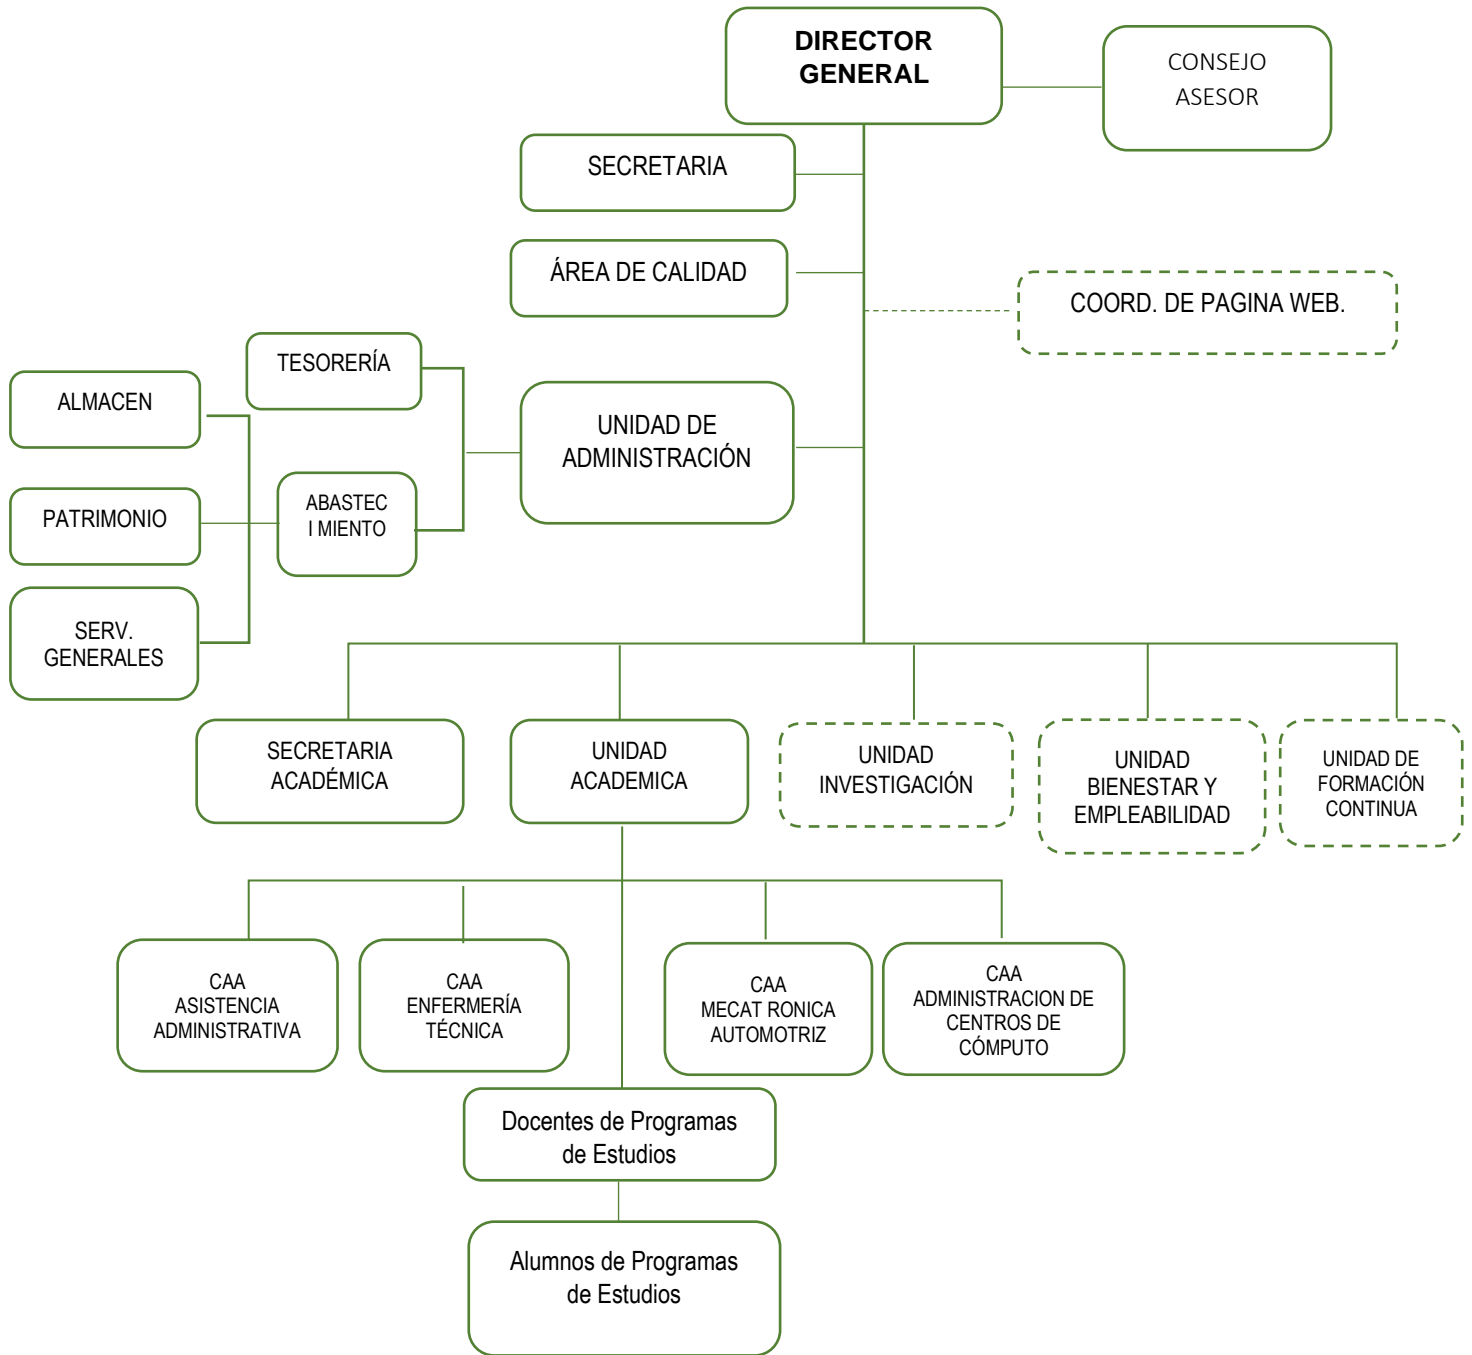 DIRECTOR
GENERAL
CONSEJO
ASESOR
SECRETARIA
ÁREA DE CALIDAD
COORD. DE PAGINA WEB.
TESORERÍA
ALMACEN
UNIDAD DE
ADMINISTRACIÓN
ABASTEC
I MIENTO
PATRIMONIO
SERV.
GENERALES
SECRETARIA
ACADÉMICA
UNIDAD
ACADEMICA
UNIDAD
INVESTIGACIÓN
UNIDAD
BIENESTAR Y
EMPLEABILIDAD
UNIDAD DE
FORMACIÓN
CONTINUA
CAA
ASISTENCIA
ADMINISTRATIVA
CAA
ENFERMERÍA
TÉCNICA
CAA
MECAT RONICA
AUTOMOTRIZ
CAA
ADMINISTRACION DE
CENTROS DE
CÓMPUTO
Docentes de Programas
de Estudios
Alumnos de Programas
de Estudios